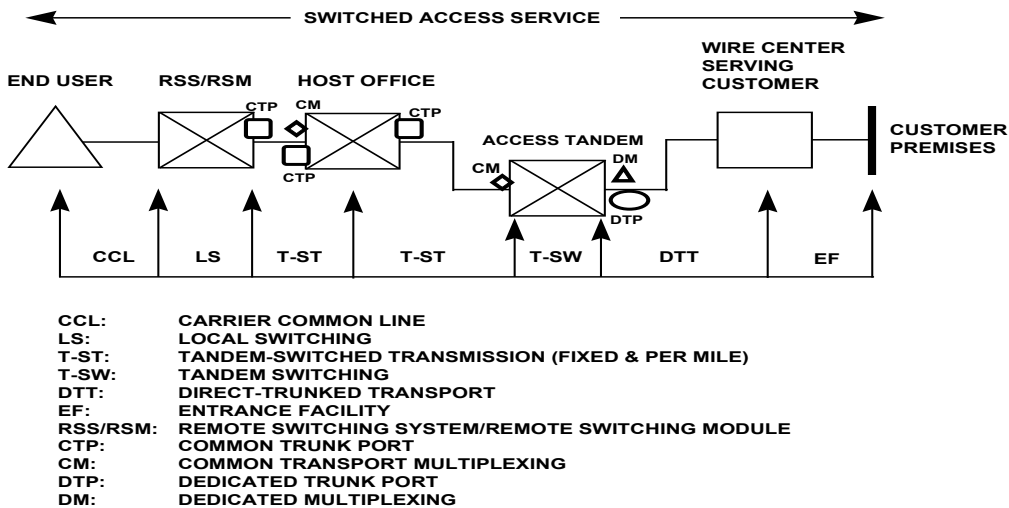 SWITCHED ACCESS SERVICE
WIRE CENTER
SERVING
CUSTOMER
END USER
RSS/RSM
HOST OFFICE
CTP
CM
CTP
CTP
ACCESS TANDEM
CUSTOMER
PREMISES
CM
DM
DTP
CCL
LS
T-ST
T-ST
T-SW
DTT
EF
CCL: CARRIER COMMON LINE
LS: LOCAL SWITCHING
T-ST: TANDEM-SWITCHED TRANSMISSION (FIXED & PER MILE)
T-SW: TANDEM SWITCHING
DTT: DIRECT-TRUNKED TRANSPORT
EF: ENTRANCE FACILITY
RSS/RSM: REMOTE SWITCHING SYSTEM/REMOTE SWITCHING MODULE
CTP: COMMON TRUNK PORT
CM: COMMON TRANSPORT MULTIPLEXING
DTP: DEDICATED TRUNK PORT
DM: DEDICATED MULTIPLEXING